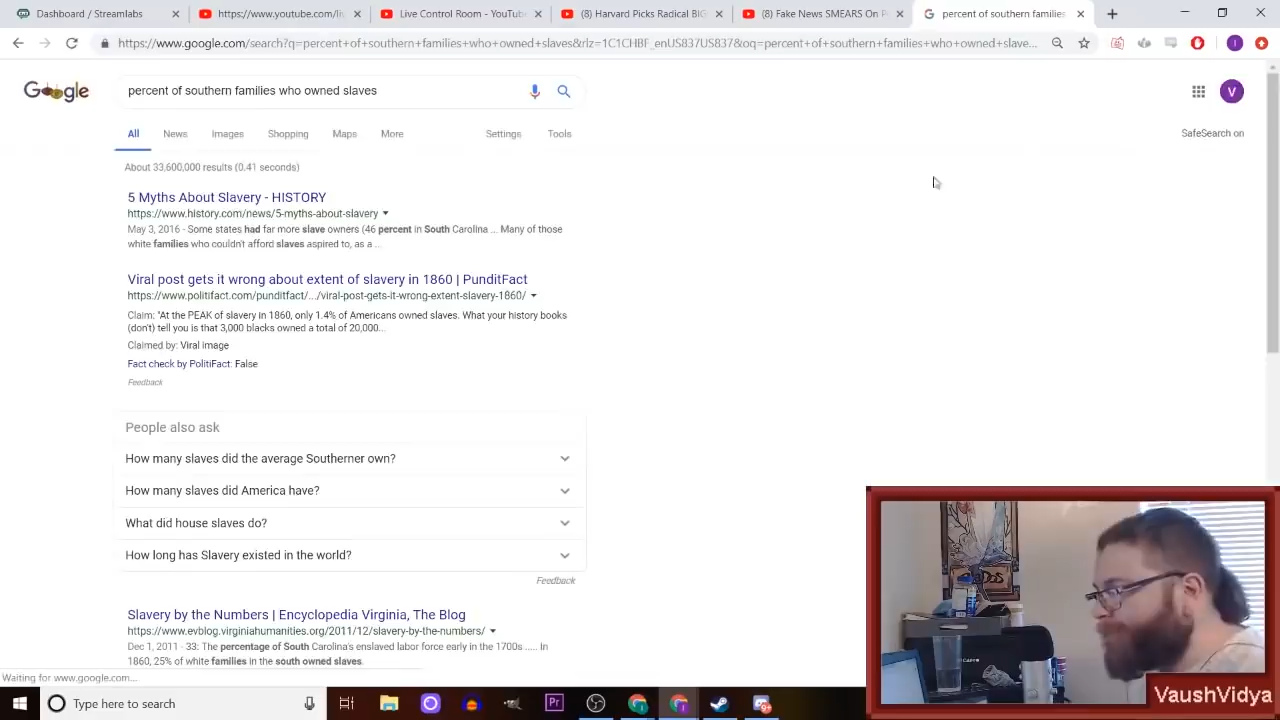 Dashboard / Streamlabs
https://www.youtube.com/li
Live Control Room - YouTube
(8) Harvard Picks Radical BIG
(8) Fake News SMEARS On P
percent of southern families
https://www.google.com/search?q=percent+of+southern+families+who+owned+slaves&rlz=1C1CHBF_enUS837US837&oq=percent+of+southern+families+who+owned+slave...
Google
percent of southern families who owned slaves
V
All
News
Images
Shopping
Maps
More
Settings
Tools
SafeSearch on
About 33,600,000 results (0.41 seconds)
5 Myths About Slavery - HISTORY
https://www.history.com/news/5-myths-about-slavery
May 3, 2016 - Some states had far more slave owners (46 percent in South Carolina ... Many of those
white families who couldn't afford slaves aspired to, as a ...
Viral post gets it wrong about extent of slavery in 1860 | PunditFact
https://www.politifact.com/punditfact/.../viral-post-gets-it-wrong-extent-slavery-1860/
Claim: "At the PEAK of slavery in 1860, only 1.4% of Americans owned slaves. What your history books
(don't) tell you is that 3,000 blacks owned a total of 20,000...
Claimed by: Viral image
Fact check by PolitiFact: False
Feedback
People also ask
How many slaves did the average Southerner own?
How many slaves did America have?
What did house slaves do?
How long has Slavery existed in the world?
Feedback
Slavery by the Numbers | Encyclopedia Virginia, The Blog
https://www.evblog.virginiahumanities.org/2011/12/slavery-by-the-numbers/
Dec 1, 2011 - 33: The percentage of South Carolina's enslaved labor force early in the 1700s ..... In
1860, 25% of white families in the south owned slaves.
Waiting for www.google.com...
VaushVidya
Type here to search
Pr